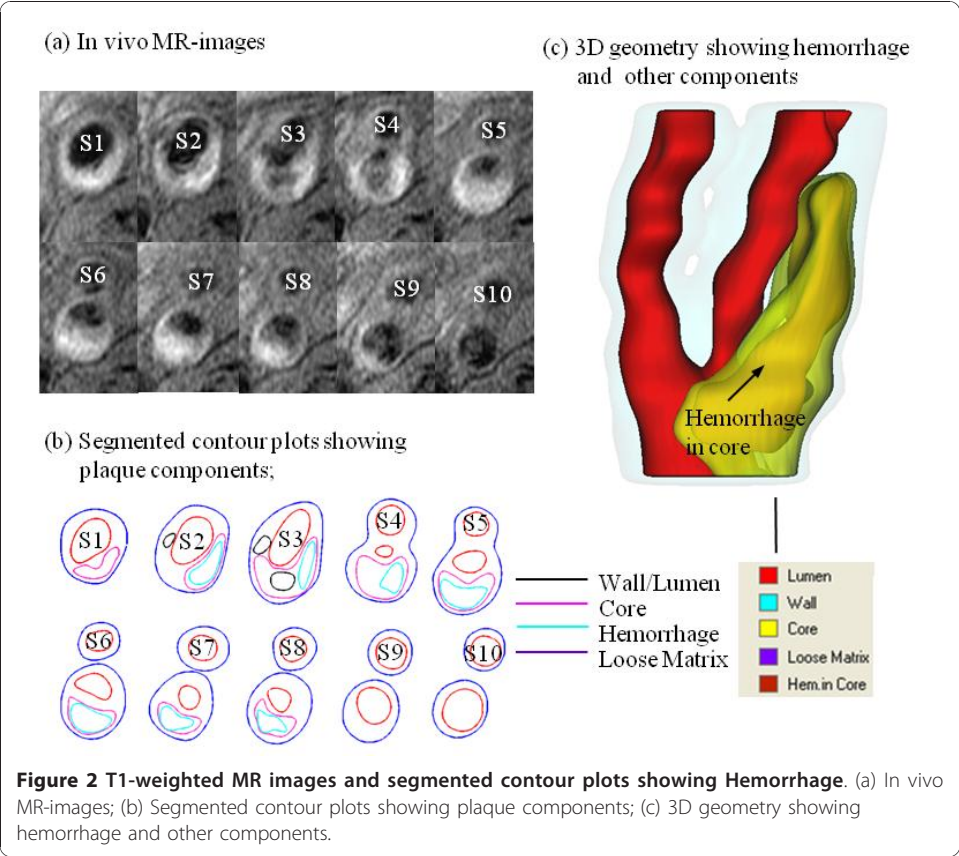 (a) In vivo MR-images
S1 S2 S3 S4 S5
S6 S7 S8 S9 S10
(b) Segmented contour plots showing
plaque components;
S1 S2 S3 S4 S5
S6 S7 S8 S9 S10
Wall/Lumen
Core
Hemorrhage
Loose Matrix
(c) 3D geometry showing hemorrhage
and other components
Hemorrhage
in core
Lumen
Wall
Core
Loose Matrix
Hem.in Core
Figure 2 T1-weighted MR images and segmented contour plots showing Hemorrhage. (a) In vivo
MR-images; (b) Segmented contour plots showing plaque components; (c) 3D geometry showing
hemorrhage and other components.